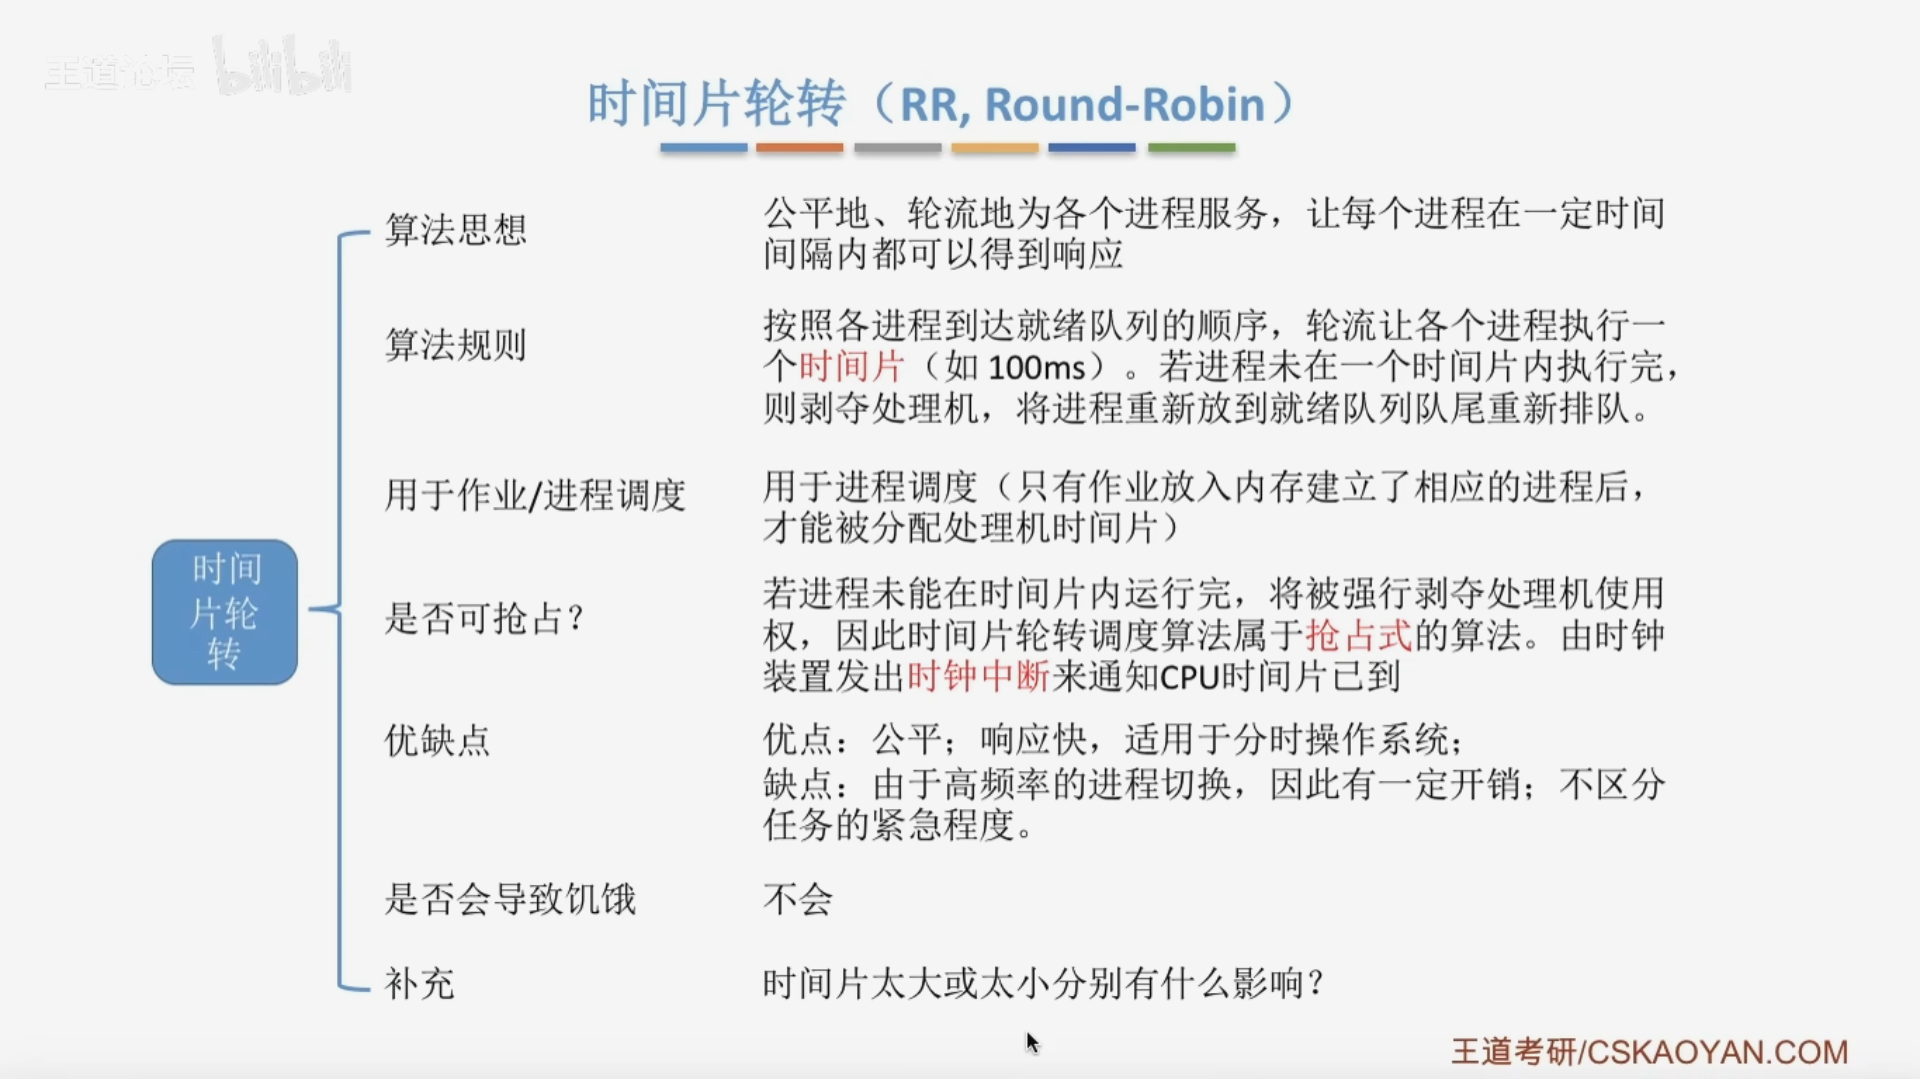 王道论坛 bilibili
时间片轮转（RR, Round-Robin）
算法思想
公平地、轮流地为各个进程服务，让每个进程在一定时间
间隔内都可以得到响应
算法规则
按照各进程到达就绪队列的顺序，轮流让各个进程执行一
个时间片（如 100ms）。若进程未在一个时间片内执行完，
则剥夺处理机，将进程重新放到就绪队列队尾重新排队。
用于作业/进程调度
用于进程调度（只有作业放入内存建立了相应的进程后，
才能被分配处理机时间片）
时间
片轮
转
是否可抢占？
若进程未能在时间片内运行完，将被强行剥夺处理机使用
权，因此时间片轮转调度算法属于抢占式的算法。由时钟
装置发出时钟中断来通知CPU时间片已到
优缺点
优点：公平；响应快，适用于分时操作系统；
缺点：由于高频率的进程切换，因此有一定开销；不区分
任务的紧急程度。
是否会导致饥饿
不会
补充
时间片太大或太小分别有什么影响？
王道考研/CSKAOYAN.COM